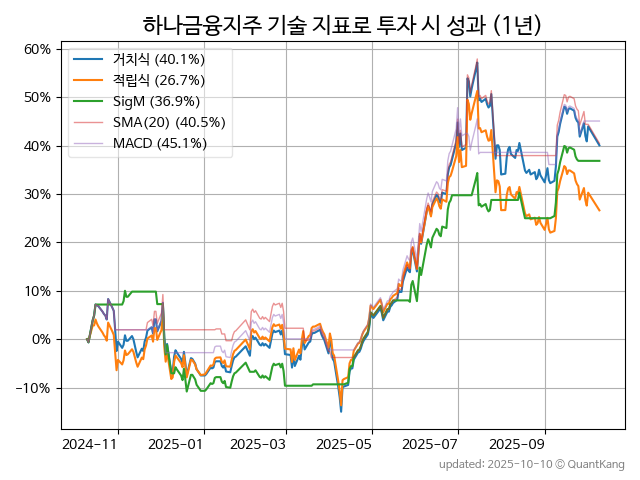 하나금융지주 기술 지표로 투자 시 성과 (1년)
60%
50%
40%
30%
20%
10%
0%
−10%
거치식 (40.1%)
적립식 (26.7%)
SigM (36.9%)
SMA(20) (40.5%)
MACD (45.1%)
2024-11
2025-01
2025-03
2025-05
2025-07
2025-09
updated: 2025-10-10 © QuantKang